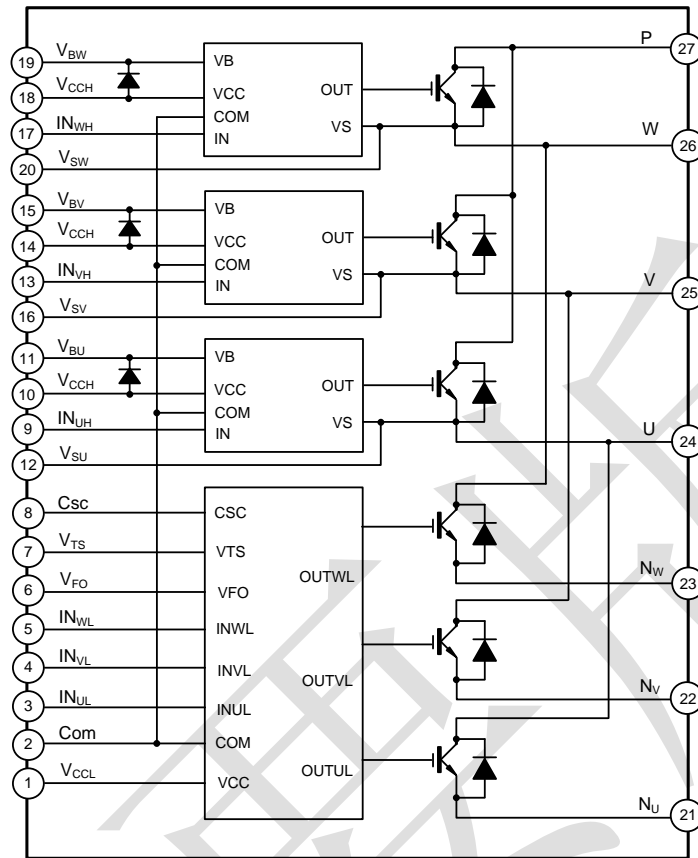 19 V_BW VB P 27
18 V_CCH VCC OUT
COM
17 IN_WH IN VS W 26
20 V_SW
15 V_BV VB
14 V_CCH VCC OUT
COM
13 IN_VH IN VS V 25
16 V_SV
11 V_BU VB
10 V_CCH VCC OUT
COM
9 IN_UH IN VS U 24
12 V_SU
8 Csc CSC
7 V_TS VTS
OUTWL
6 V_FO VFO N_W 23
5 IN_WL INWL
4 IN_VL INVL
OUTVL N_V 22
3 IN_UL INUL
2 Com COM
OUTUL
1 V_CCL VCC
N_U 21